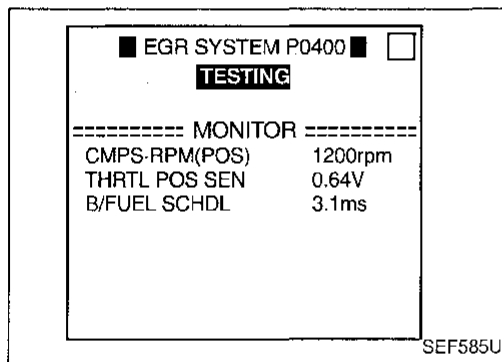 ■ EGR SYSTEM P0400 ■ □
TESTING
========== MONITOR ==========
CMPS-RPM(POS) 1200rpm
THRTL POS SEN 0.64V
B/FUEL SCHDL 3.1ms
SEF585U